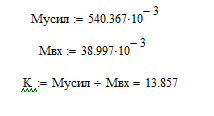 Мусил := 540.367·10⁻³
Мвх := 38.997·10⁻³
К := Мусил ÷ Мвх = 13.857